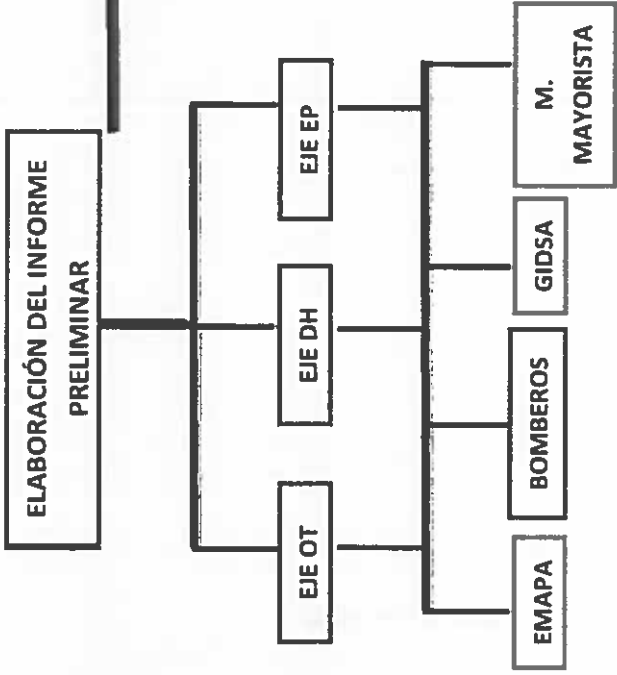 ELABORACIÓN DEL INFORME
PRELIMINAR
EJE OT
EJE DH
EJE EP
EMAPA
BOMBEROS
GIDSA
M.
MAYORISTA